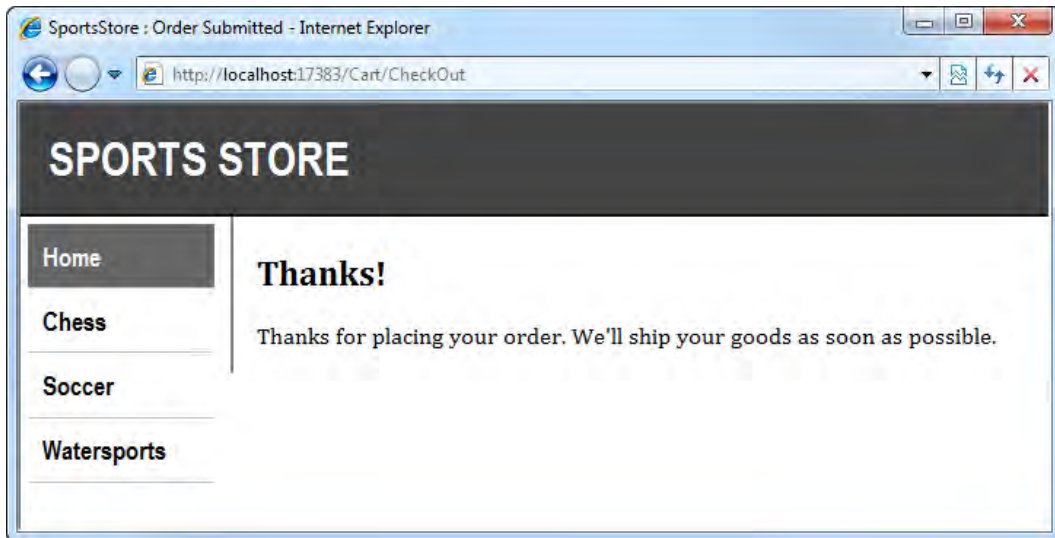 SportsStore : Order Submitted - Internet Explorer
http://localhost:17383/Cart/CheckOut
SPORTS STORE
Home
Chess
Soccer
Watersports
Thanks!
Thanks for placing your order. We'll ship your goods as soon as possible.